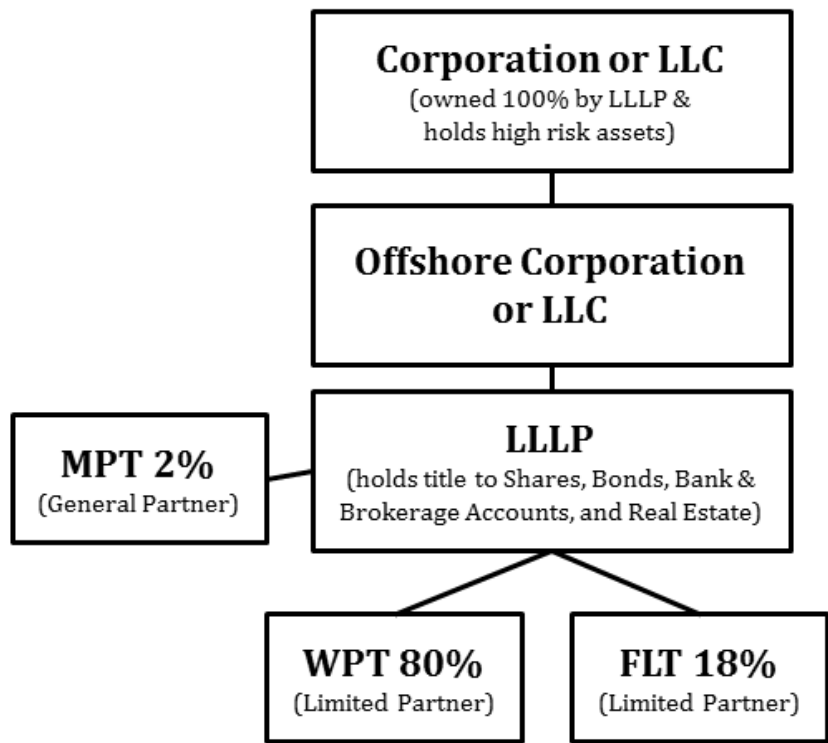 Corporation or LLC
(owned 100% by LLLP &
holds high risk assets)
Offshore Corporation
or LLC
MPT 2%
(General Partner)
LLLP
(holds title to Shares, Bonds, Bank &
Brokerage Accounts, and Real Estate)
WPT 80%
(Limited Partner)
FLT 18%
(Limited Partner)